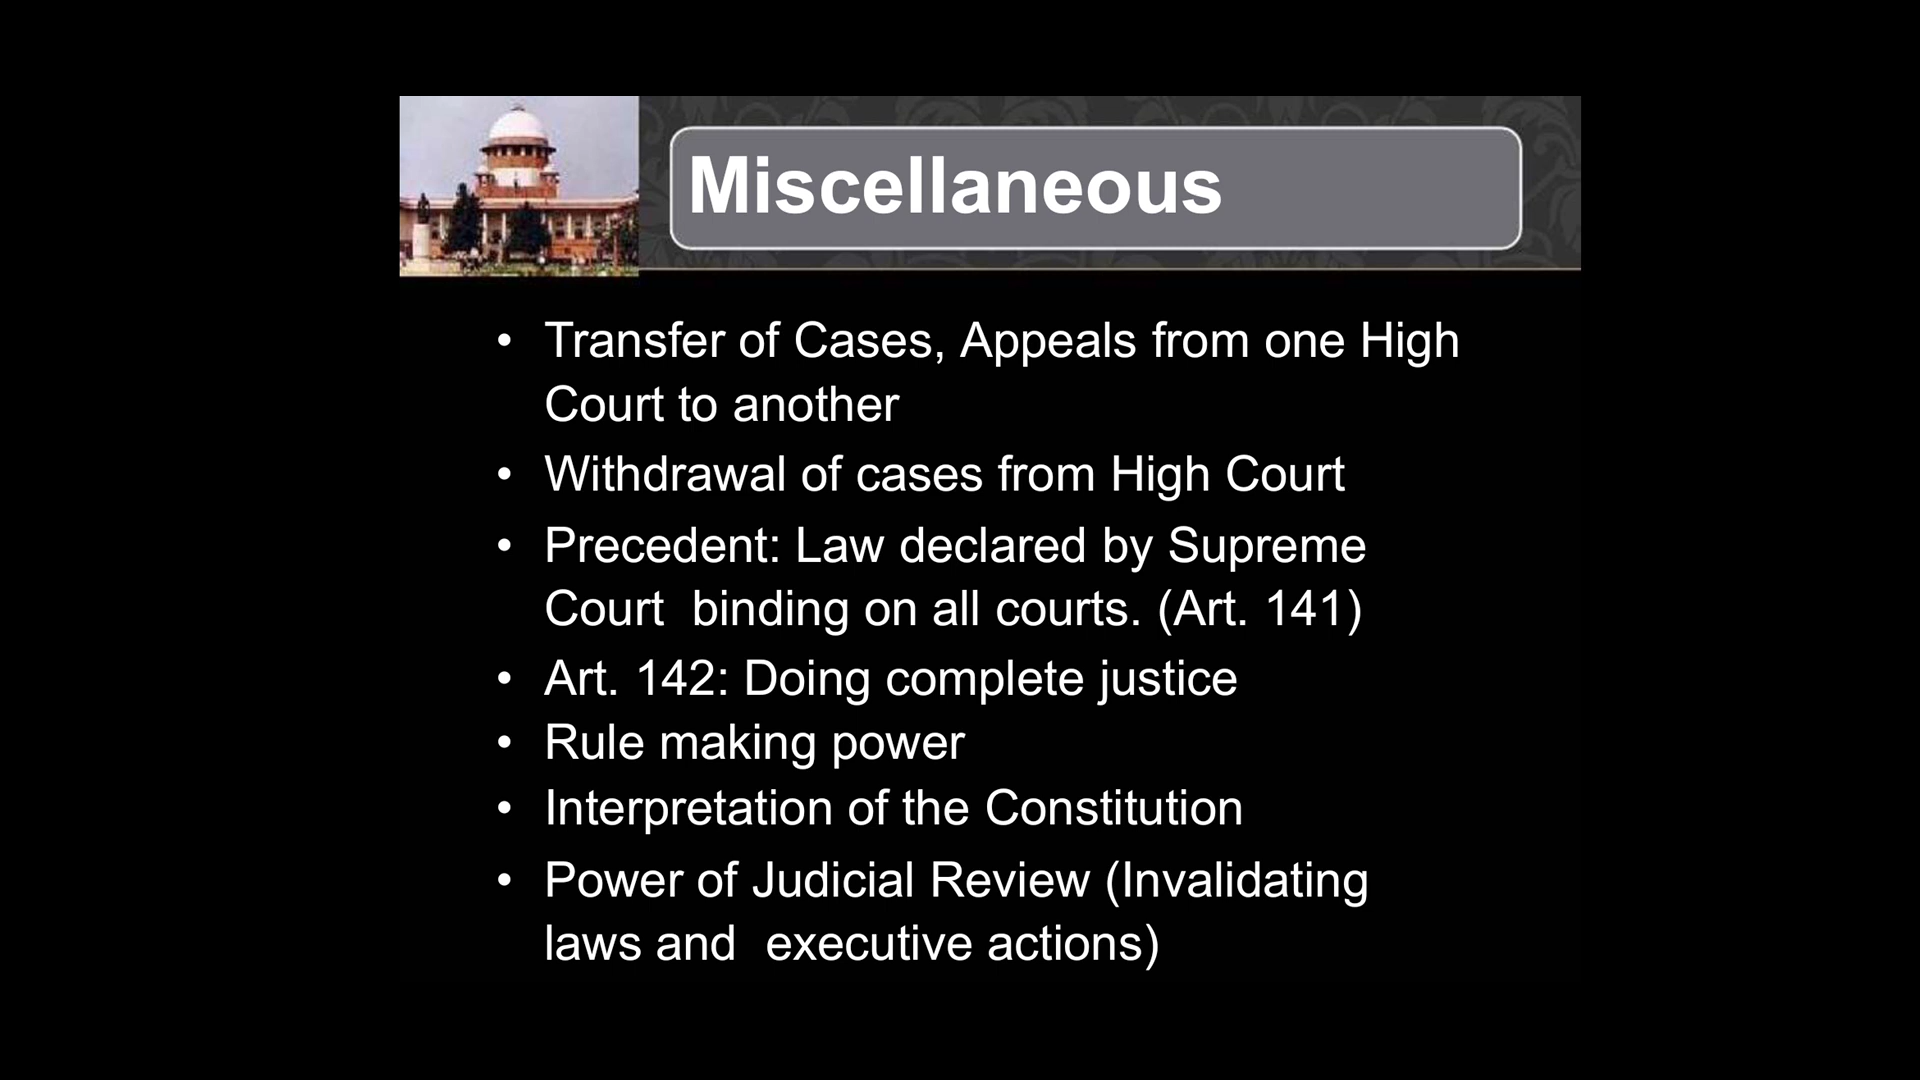 Miscellaneous
• Transfer of Cases, Appeals from one High
Court to another
• Withdrawal of cases from High Court
• Precedent: Law declared by Supreme
Court  binding on all courts. (Art. 141)
• Art. 142: Doing complete justice
• Rule making power
• Interpretation of the Constitution
• Power of Judicial Review (Invalidating
laws and  executive actions)